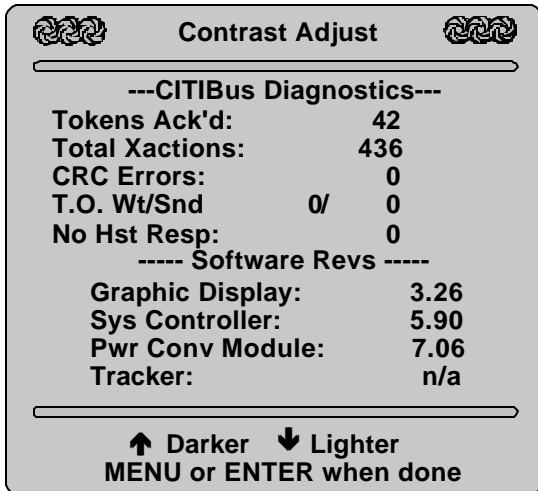 Contrast Adjust
---CITIBus Diagnostics---
Tokens Ack'd: 42
Total Xactions: 436
CRC Errors: 0
T.O. Wt/Snd 0/ 0
No Hst Resp: 0
----- Software Revs -----
Graphic Display: 3.26
Sys Controller: 5.90
Pwr Conv Module: 7.06
Tracker: n/a
↑ Darker ↓ Lighter
MENU or ENTER when done